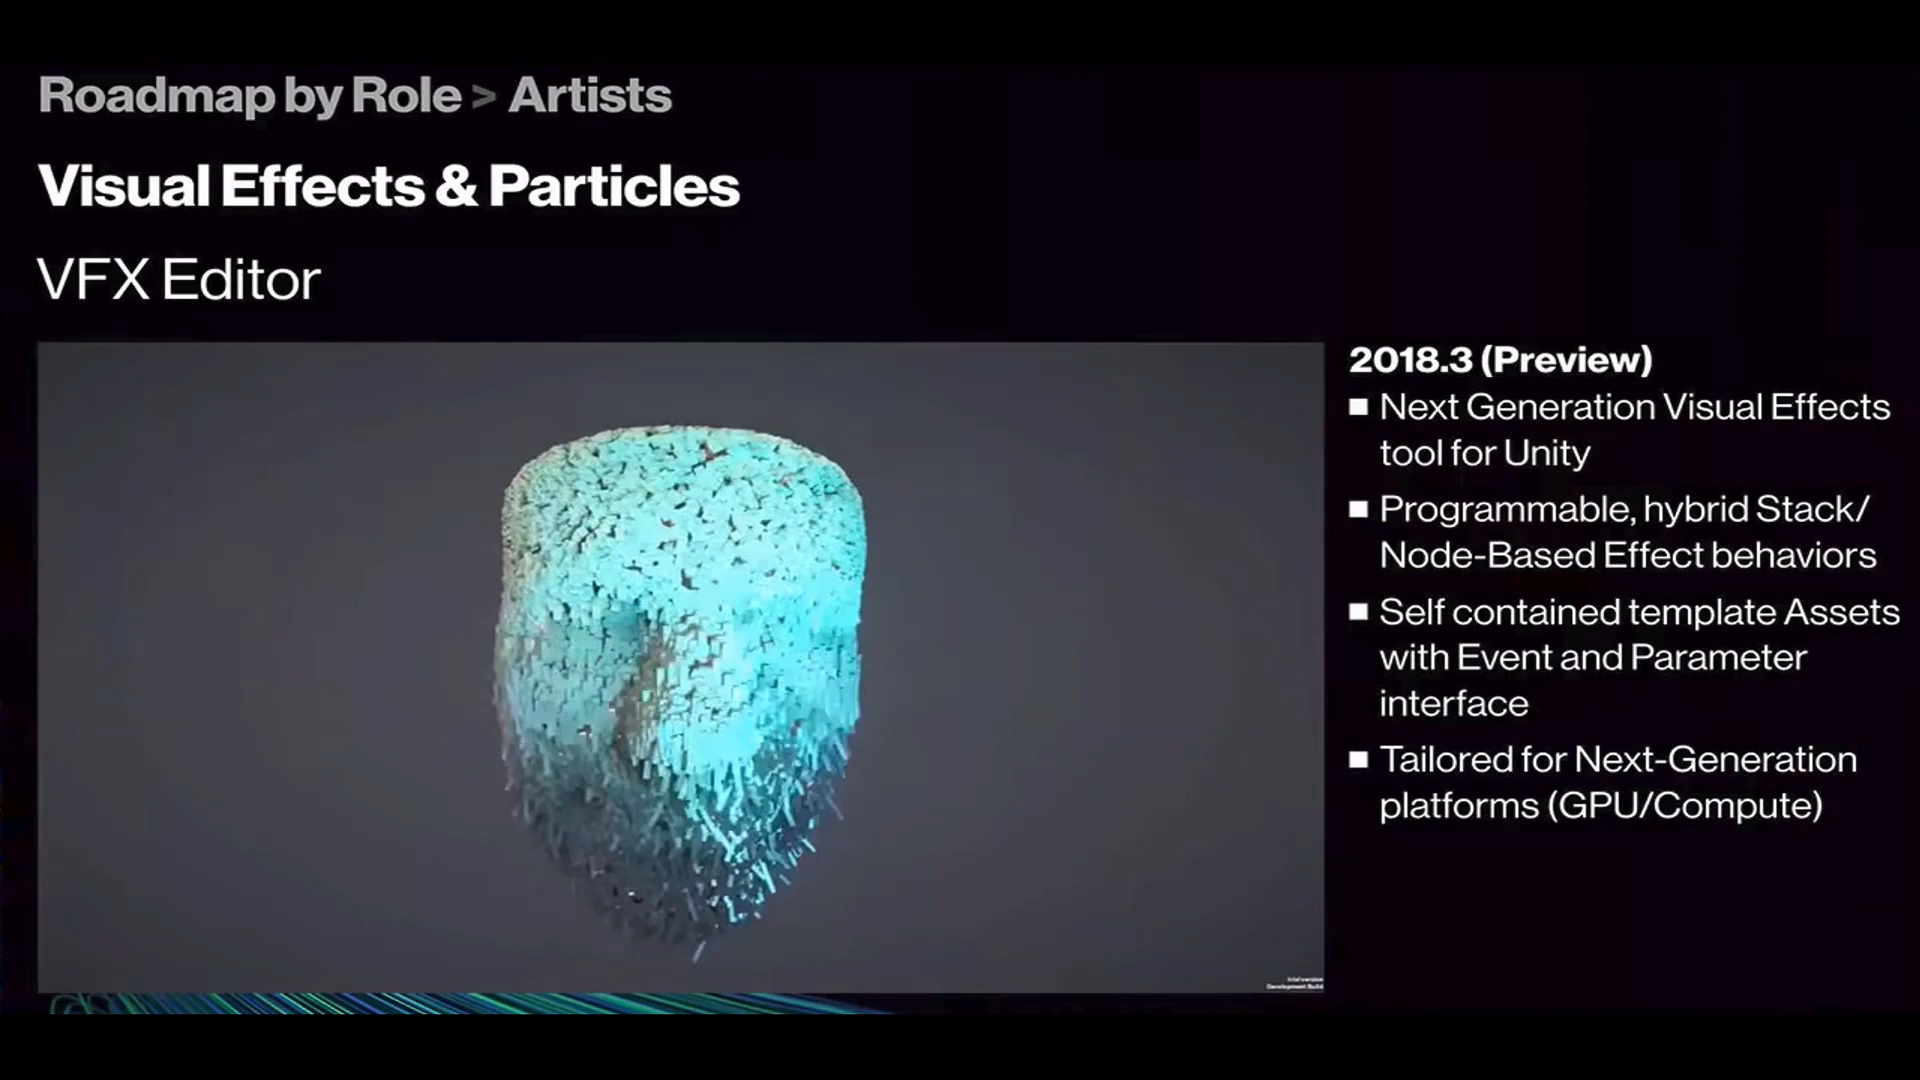 Roadmap by Role > Artists
Visual Effects & Particles
VFX Editor
2018.3 (Preview)
Next Generation Visual Effects
tool for Unity
Programmable, hybrid Stack/
Node-Based Effect behaviors
Self contained template Assets
with Event and Parameter
interface
Tailored for Next-Generation
platforms (GPU/Compute)
Development Build